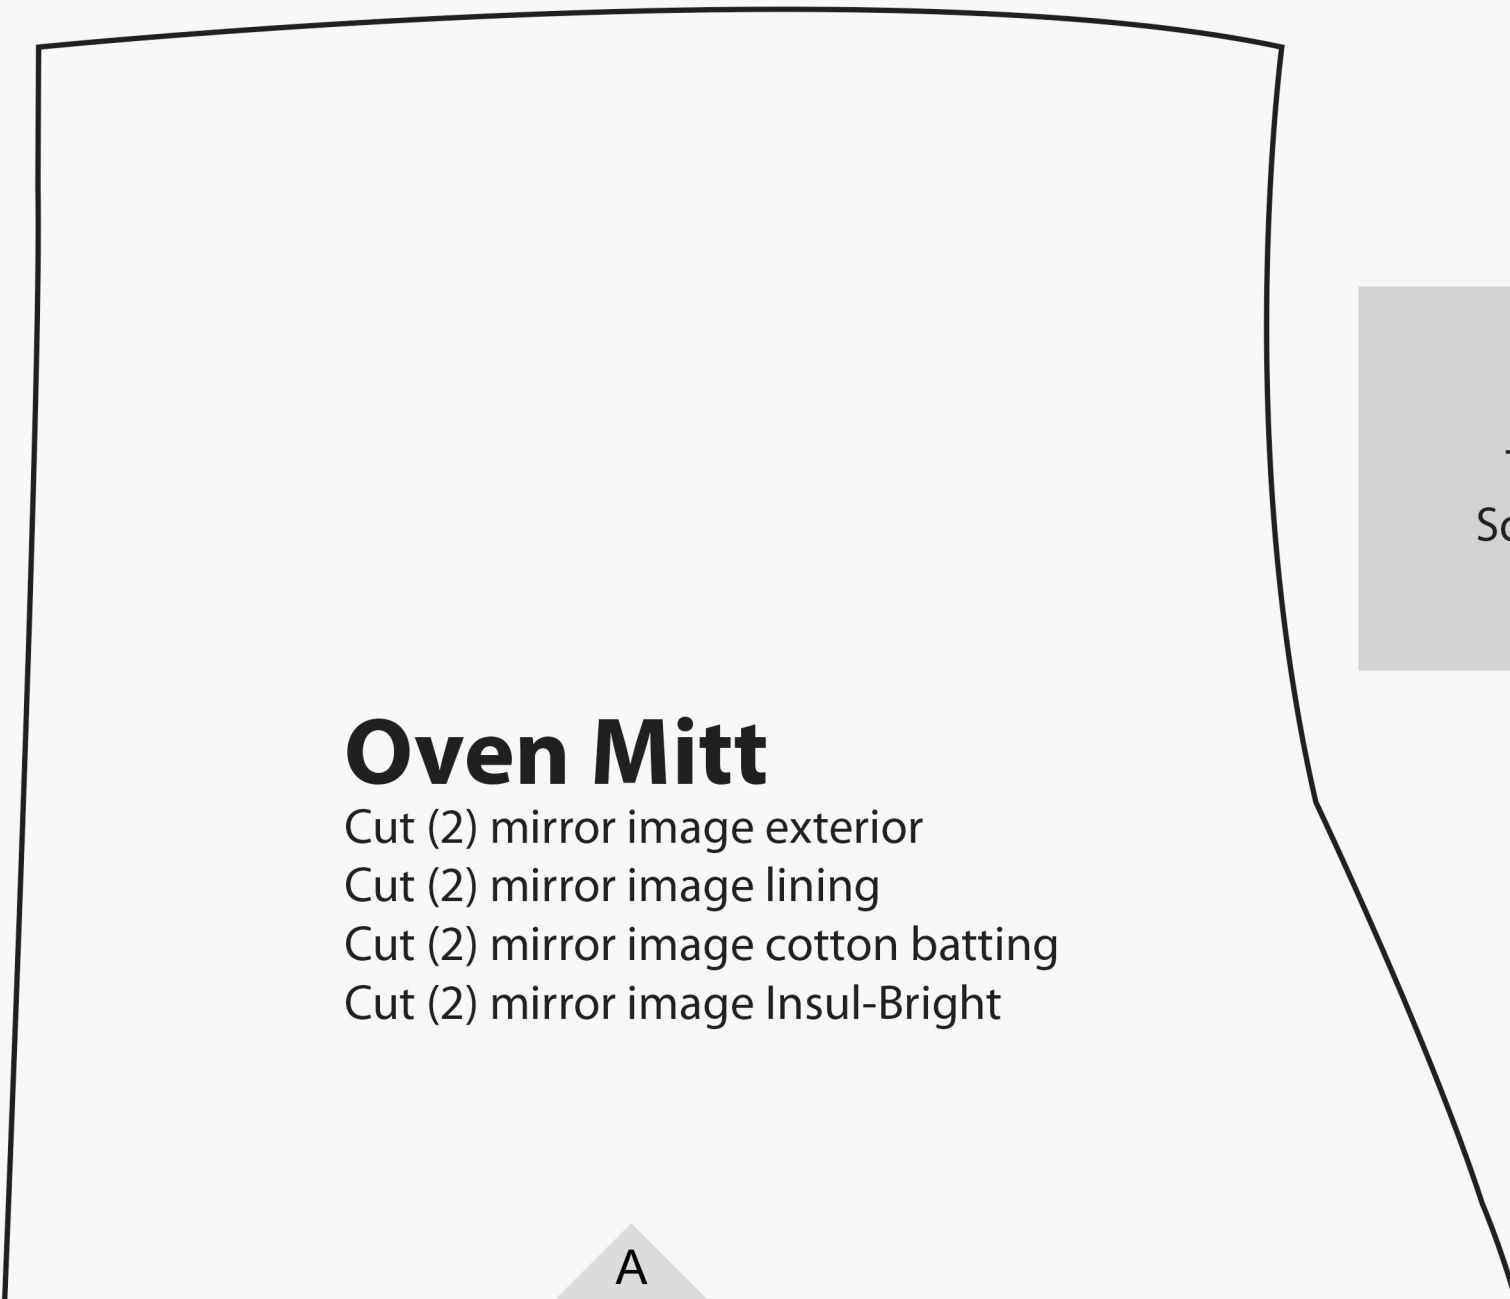 Oven Mitt
Cut (2) mirror image exterior
Cut (2) mirror image lining
Cut (2) mirror image cotton batting
Cut (2) mirror image Insul-Bright
A